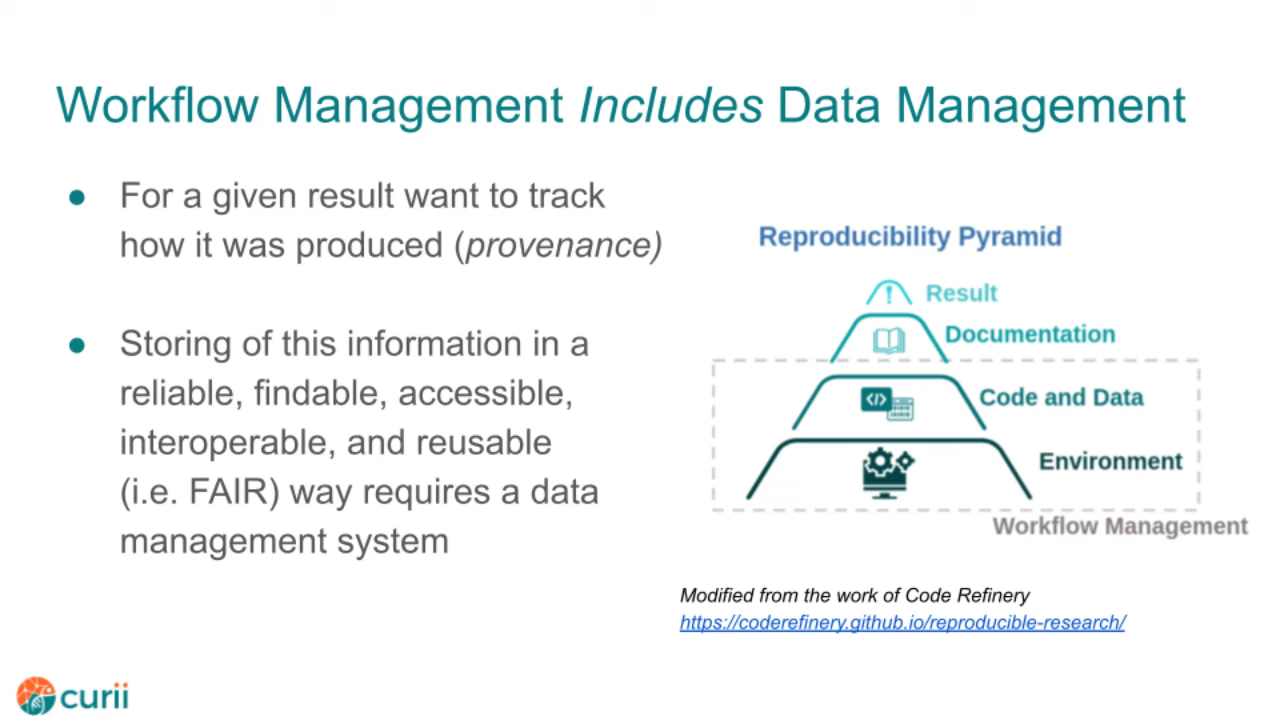 Workflow Management Includes Data Management
● For a given result want to track
how it was produced (provenance)
● Storing of this information in a
reliable, findable, accessible,
interoperable, and reusable
(i.e. FAIR) way requires a data
management system
Reproducibility Pyramid
Result
Documentation
</> Code and Data
Environment
Workflow Management
Modified from the work of Code Refinery
https://coderefinery.github.io/reproducible-research/
curii